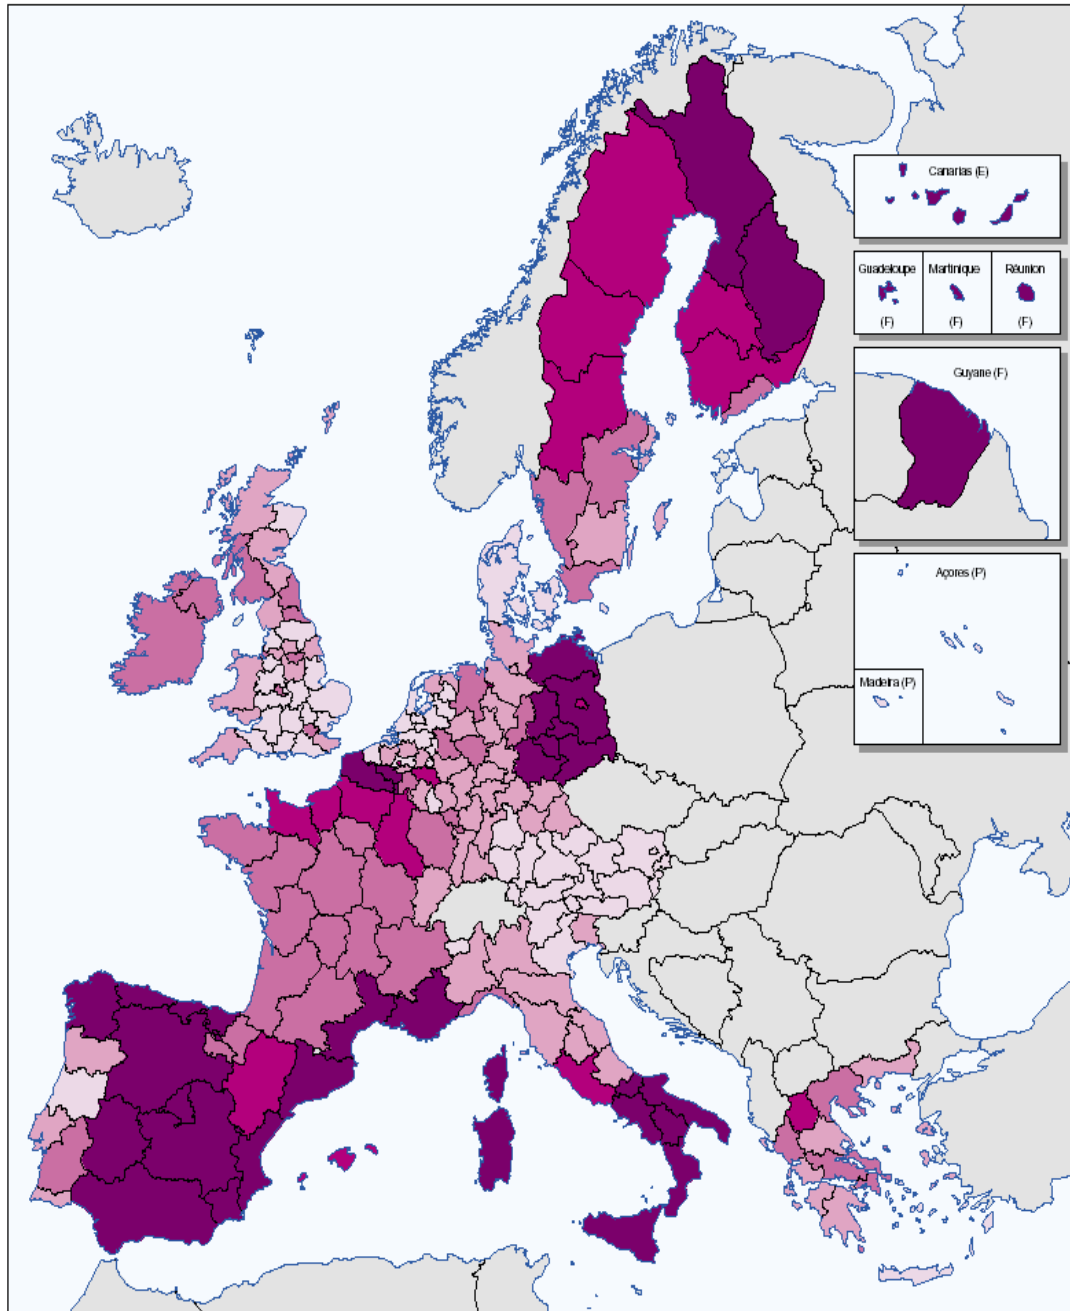 Canarias (E)
Guadeloupe
Martinique
Réunion
(F)
(F)
(F)
Guyane (F)
Açores (P)
Madeira (P)